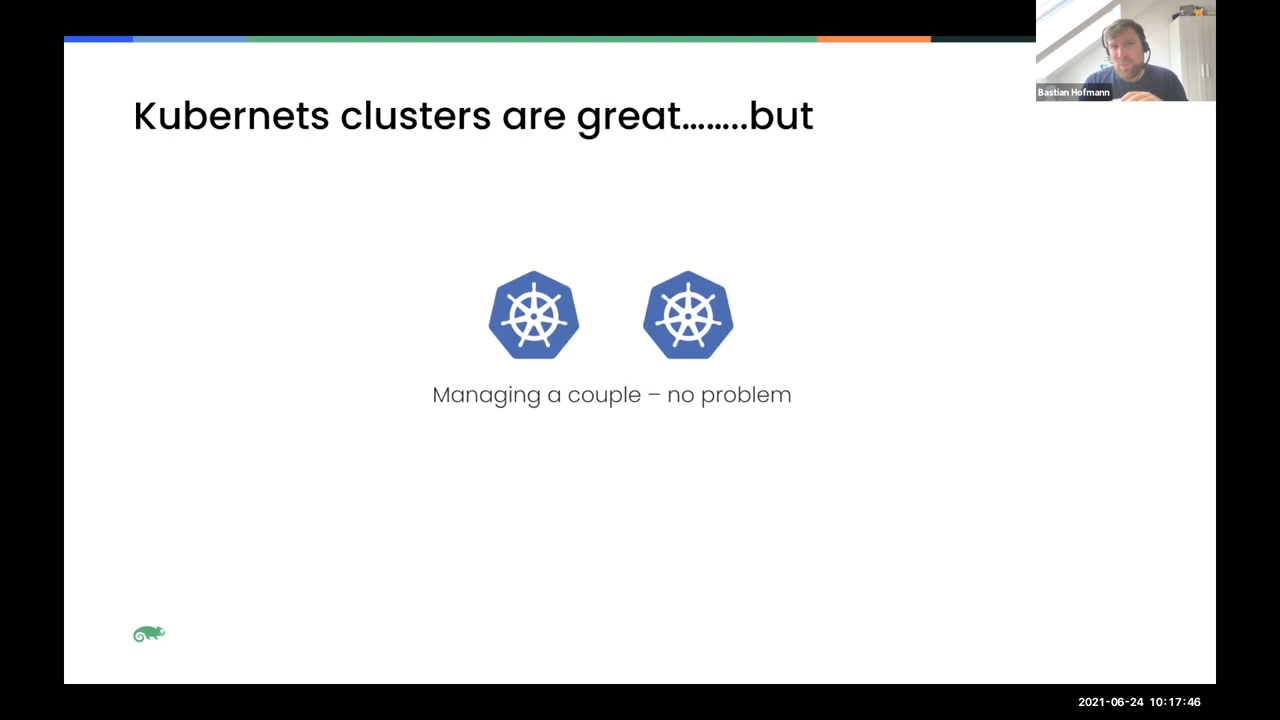 Bastian Hofmann
Kubernets clusters are great........but
Managing a couple – no problem
2021-06-24 10:17:46